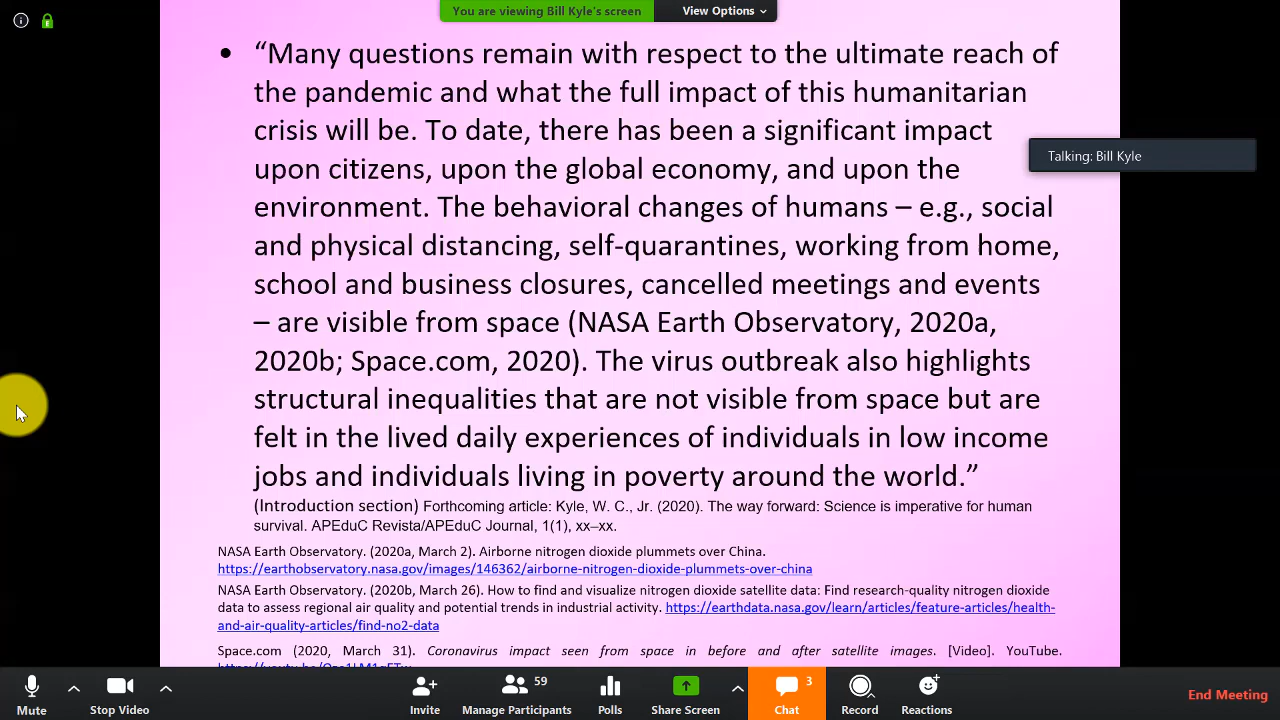 You are viewing Bill Kyle's screen View Options
• “Many questions remain with respect to the ultimate reach of
the pandemic and what the full impact of this humanitarian
crisis will be. To date, there has been a significant impact
Talking: Bill Kyle
upon citizens, upon the global economy, and upon the
environment. The behavioral changes of humans – e.g., social
and physical distancing, self-quarantines, working from home,
school and business closures, cancelled meetings and events
– are visible from space (NASA Earth Observatory, 2020a,
2020b; Space.com, 2020). The virus outbreak also highlights
structural inequalities that are not visible from space but are
felt in the lived daily experiences of individuals in low income
jobs and individuals living in poverty around the world.”
(Introduction section) Forthcoming article: Kyle, W. C., Jr. (2020). The way forward: Science is imperative for human
survival. APEduC Revista/APEduC Journal, 1(1), xx–xx.
NASA Earth Observatory. (2020a, March 2). Airborne nitrogen dioxide plummets over China.
https://earthobservatory.nasa.gov/images/146362/airborne-nitrogen-dioxide-plummets-over-china
NASA Earth Observatory. (2020b, March 26). How to find and visualize nitrogen dioxide satellite data: Find research-quality nitrogen dioxide
data to assess regional air quality and potential trends in industrial activity. https://earthdata.nasa.gov/learn/articles/feature-articles/health-
and-air-quality-articles/find-no2-data
Space.com (2020, March 31). Coronavirus impact seen from space in before and after satellite images. [Video]. YouTube.
59 3
Mute Stop Video Invite Manage Participants Polls Share Screen Chat Record Reactions End Meeting